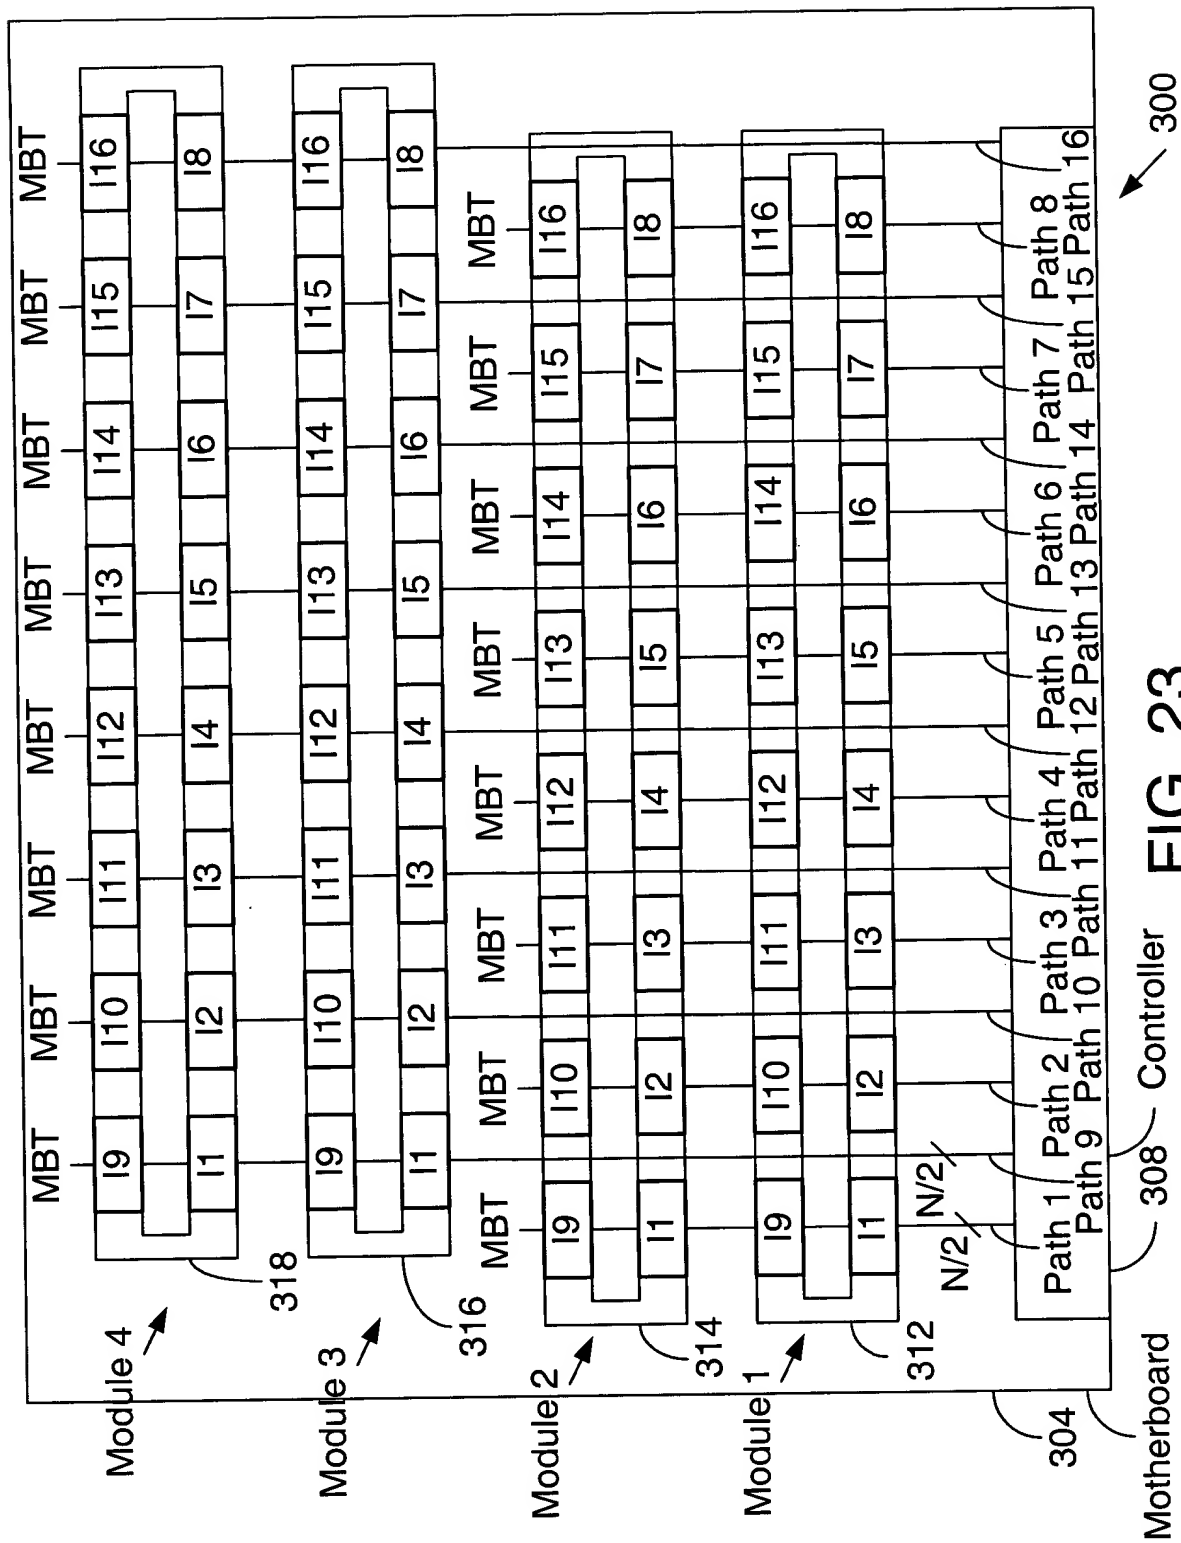 MBT MBT MBT MBT MBT MBT MBT MBT
Module 4 I9 I10 I11 I12 I13 I14 I15 I16
I1 I2 I3 I4 I5 I6 I7 I8
318
Module 3 I9 I10 I11 I12 I13 I14 I15 I16
I1 I2 I3 I4 I5 I6 I7 I8
316
MBT MBT MBT MBT MBT MBT MBT MBT
Module 2 I9 I10 I11 I12 I13 I14 I15 I16
I1 I2 I3 I4 I5 I6 I7 I8
314
Module 1 I9 I10 I11 I12 I13 I14 I15 I16
I1 I2 I3 I4 I5 I6 I7 I8
312
N/2 N/2
Path 1 Path 2 Path 3 Path 4 Path 5 Path 6 Path 7 Path 8
Path 9 Path 10 Path 11 Path 12 Path 13 Path 14 Path 15 Path 16
304
308 Controller
Motherboard
300
FIG. 23